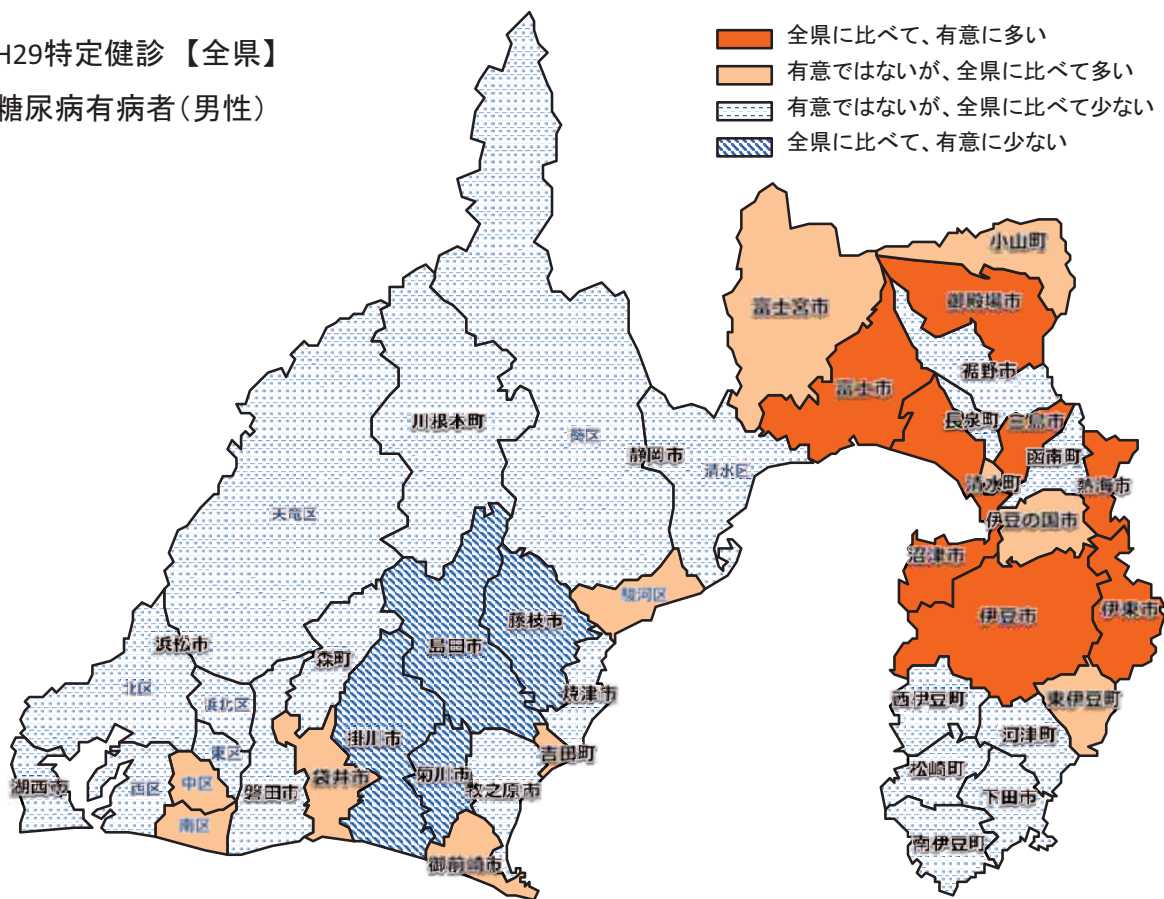 H29特定健診 【全県】
糖尿病有病者(男性)
全県に比べて、有意に多い
有意ではないが、全県に比べて多い
有意ではないが、全県に比べて少ない
全県に比べて、有意に少ない
小山町
御殿場市
富士宮市
裾野市
富士市
長泉町
三島市
川根本町
葵区
静岡市
清水区
函南町
清水町
熱海市
天竜区
伊豆の国市
沼津市
駿河区
伊豆市
伊東市
藤枝市
島田市
浜松市
森町
北区
焼津市
西伊豆町
東伊豆町
浜北区
河津町
掛川市
吉田町
東区
菊川市
松崎町
湖西市
西区
中区
磐田市
袋井市
牧之原市
下田市
南区
南伊豆町
御前崎市